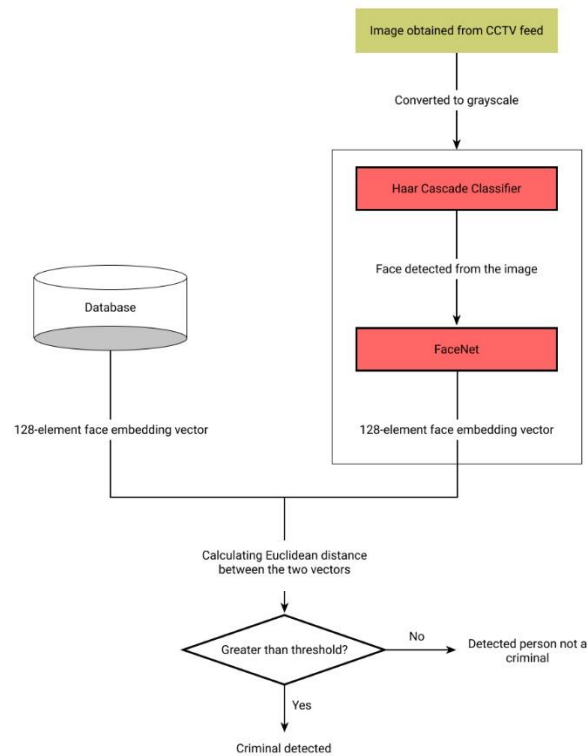 Image obtained from CCTV feed
Converted to grayscale
Haar Cascade Classifier
Face detected from the image
Database
FaceNet
128-element face embedding vector
128-element face embedding vector
Calculating Euclidean distance
between the two vectors
Greater than threshold?
No
Detected person not a
criminal
Yes
Criminal detected